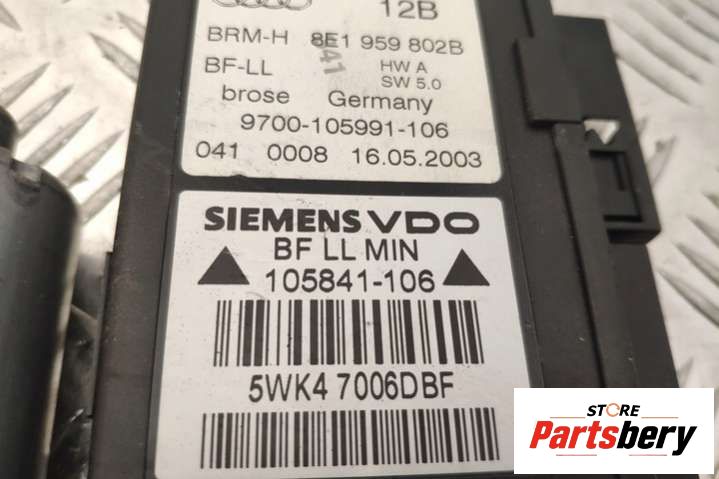 12B
BRM-H 8E1 959 802B
41
BF-LL HW A
SW 5.0
brose Germany
9700-105991-106
041 0008 16.05.2003
SIEMENS VDO
BF LL MIN
105841-106
5WK4 7006DBF
STORE
Partsbery